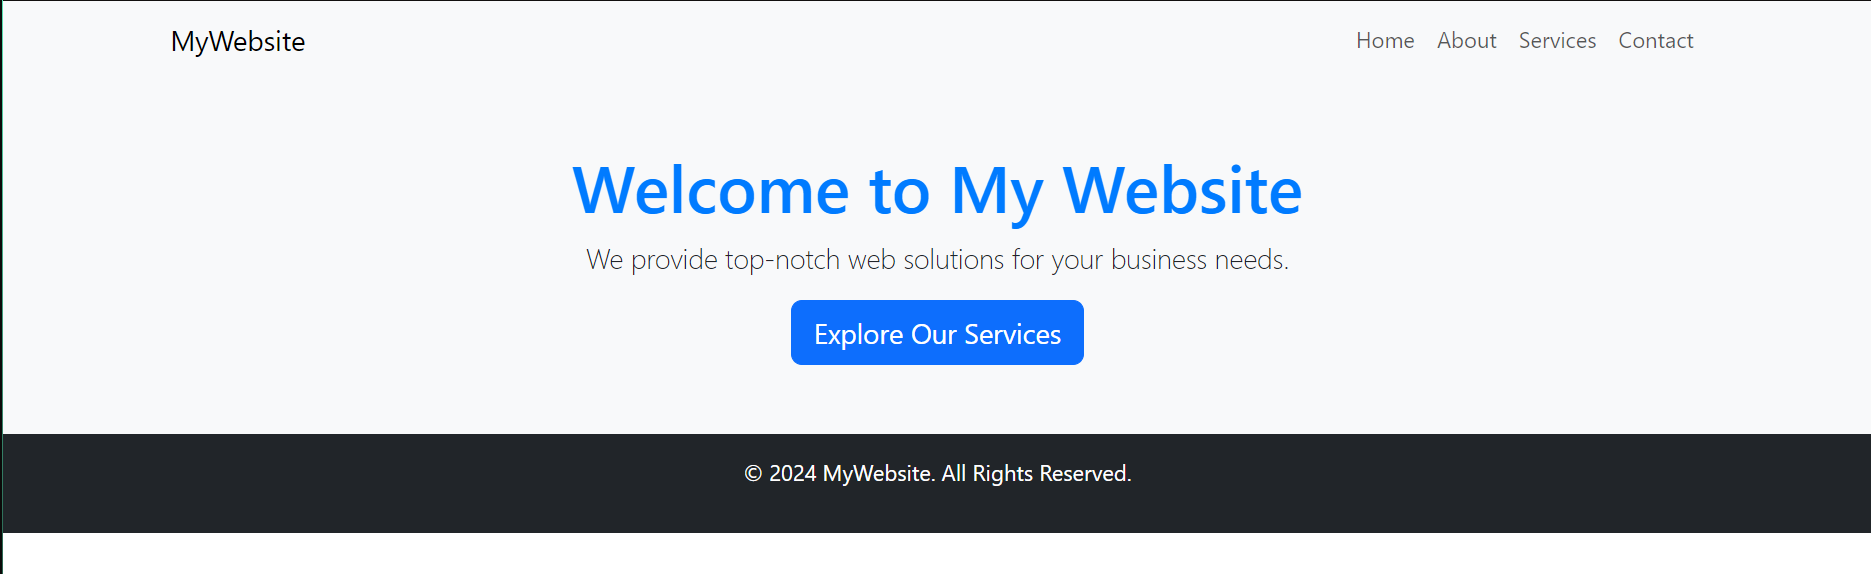 MyWebsite Home About Services Contact
Welcome to My Website
We provide top-notch web solutions for your business needs.
Explore Our Services
© 2024 MyWebsite. All Rights Reserved.